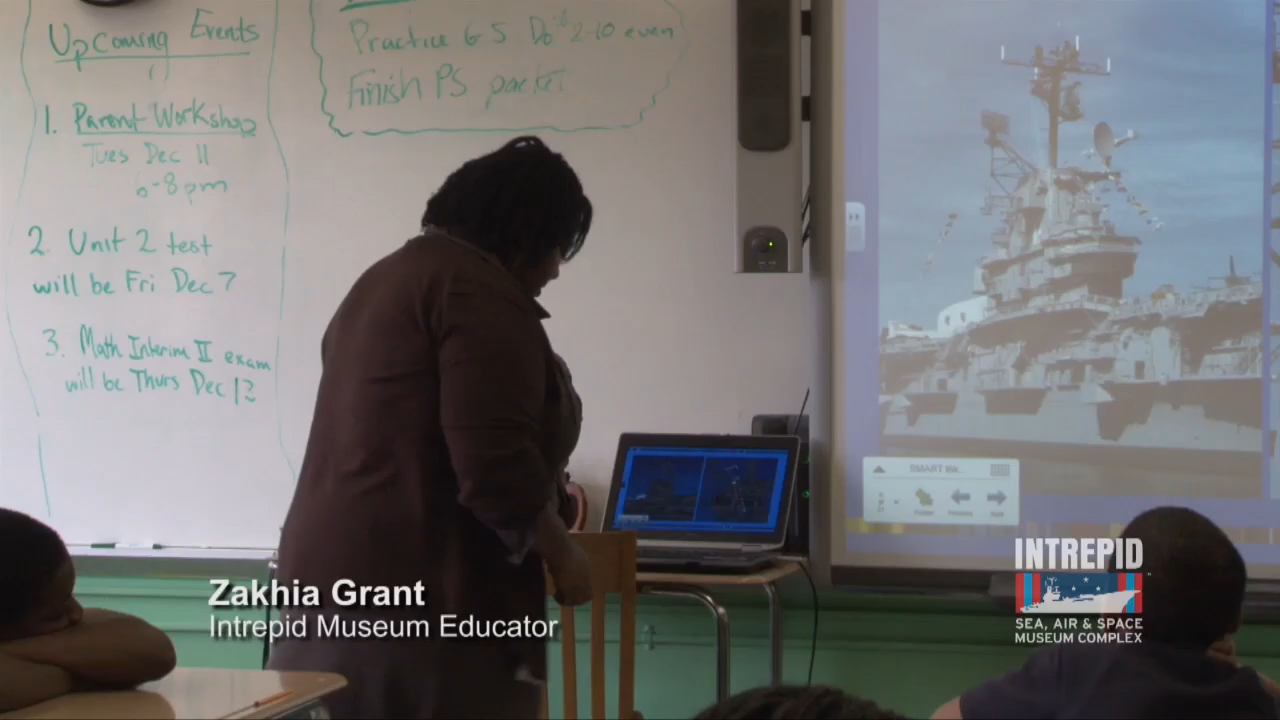 Upcoming Events
1. Parent Workshop
Tues Dec 11
6-8pm
2. Unit 2 test
will be Fri Dec 7
3. Math Interim II exam
will be Thurs Dec 13
Practice 6-5 Do 2-10 even
Finish PS packet
SMART
Zakhia Grant
Intrepid Museum Educator
INTREPID
SEA, AIR & SPACE
MUSEUM COMPLEX